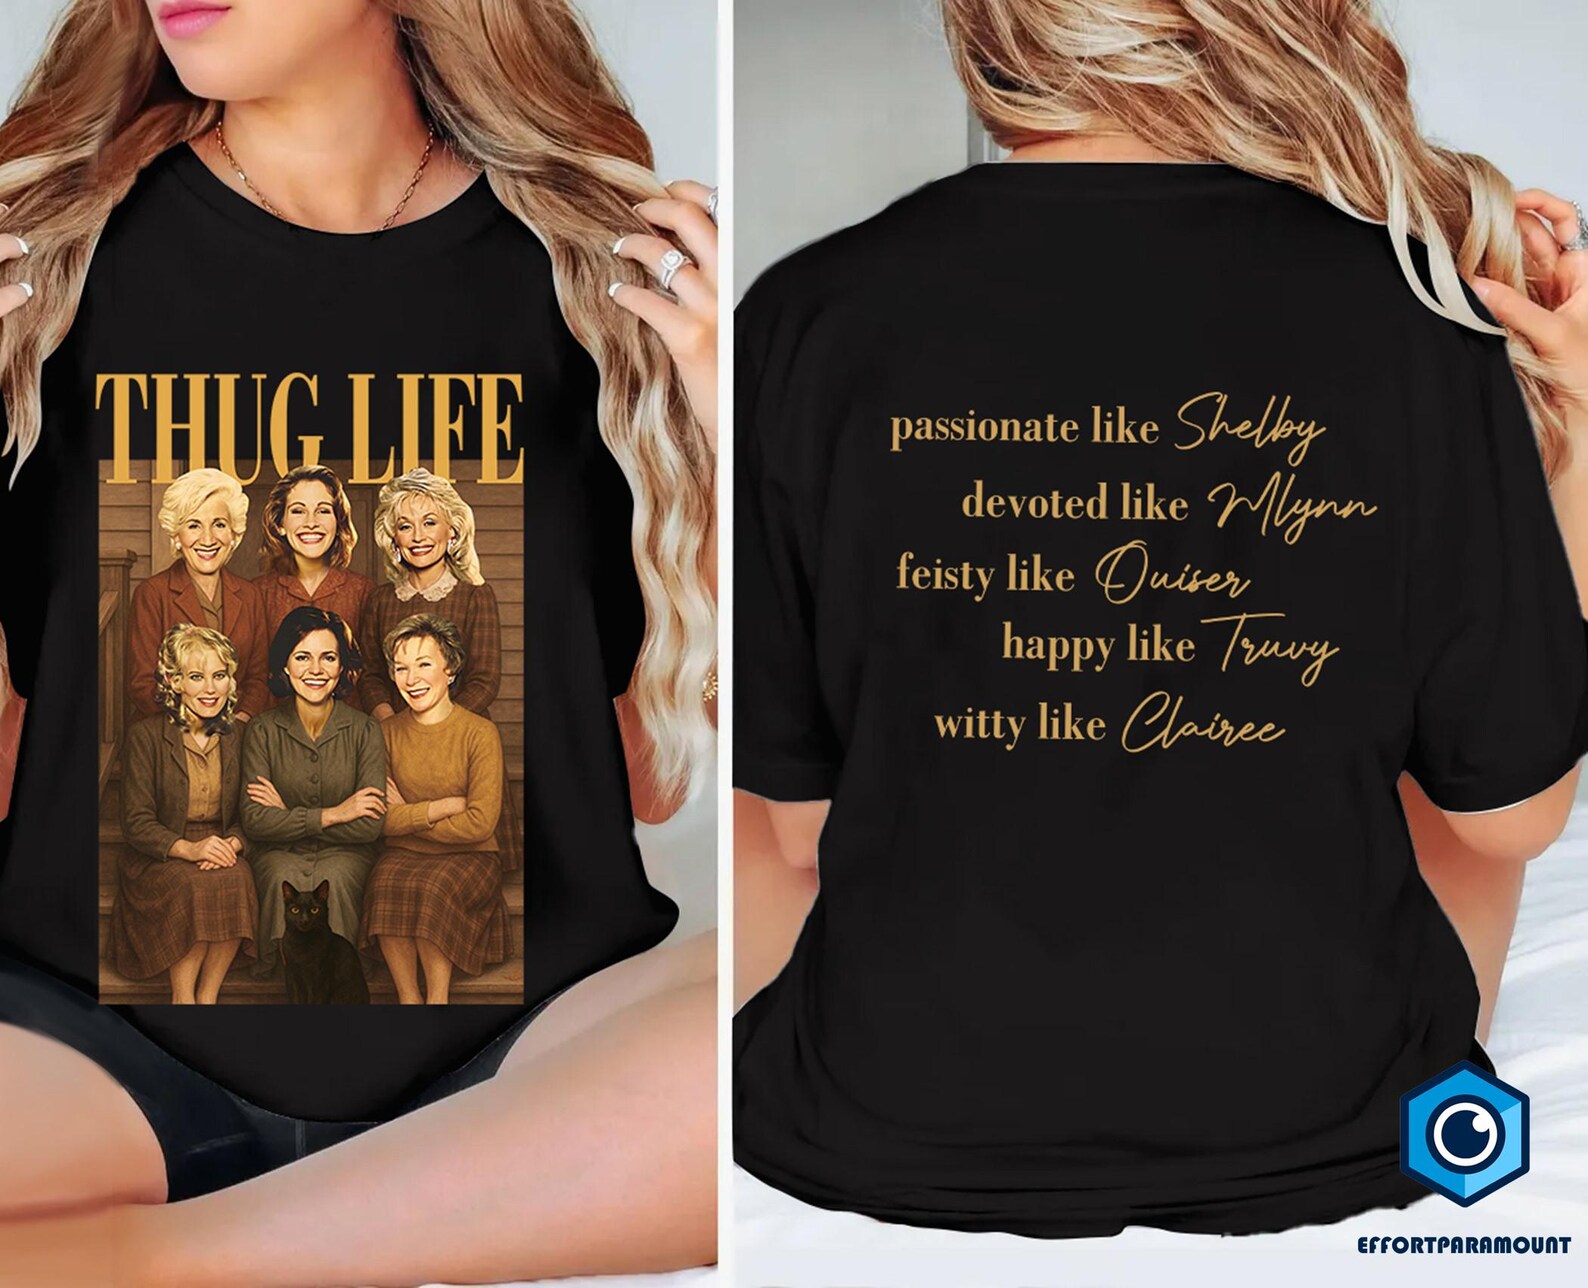 THUG LIFE
passionate like Shelby
devoted like Mlynn
feisty like Ouiser
happy like Truvy
witty like Clairee
EFFORTPARAMOUNT